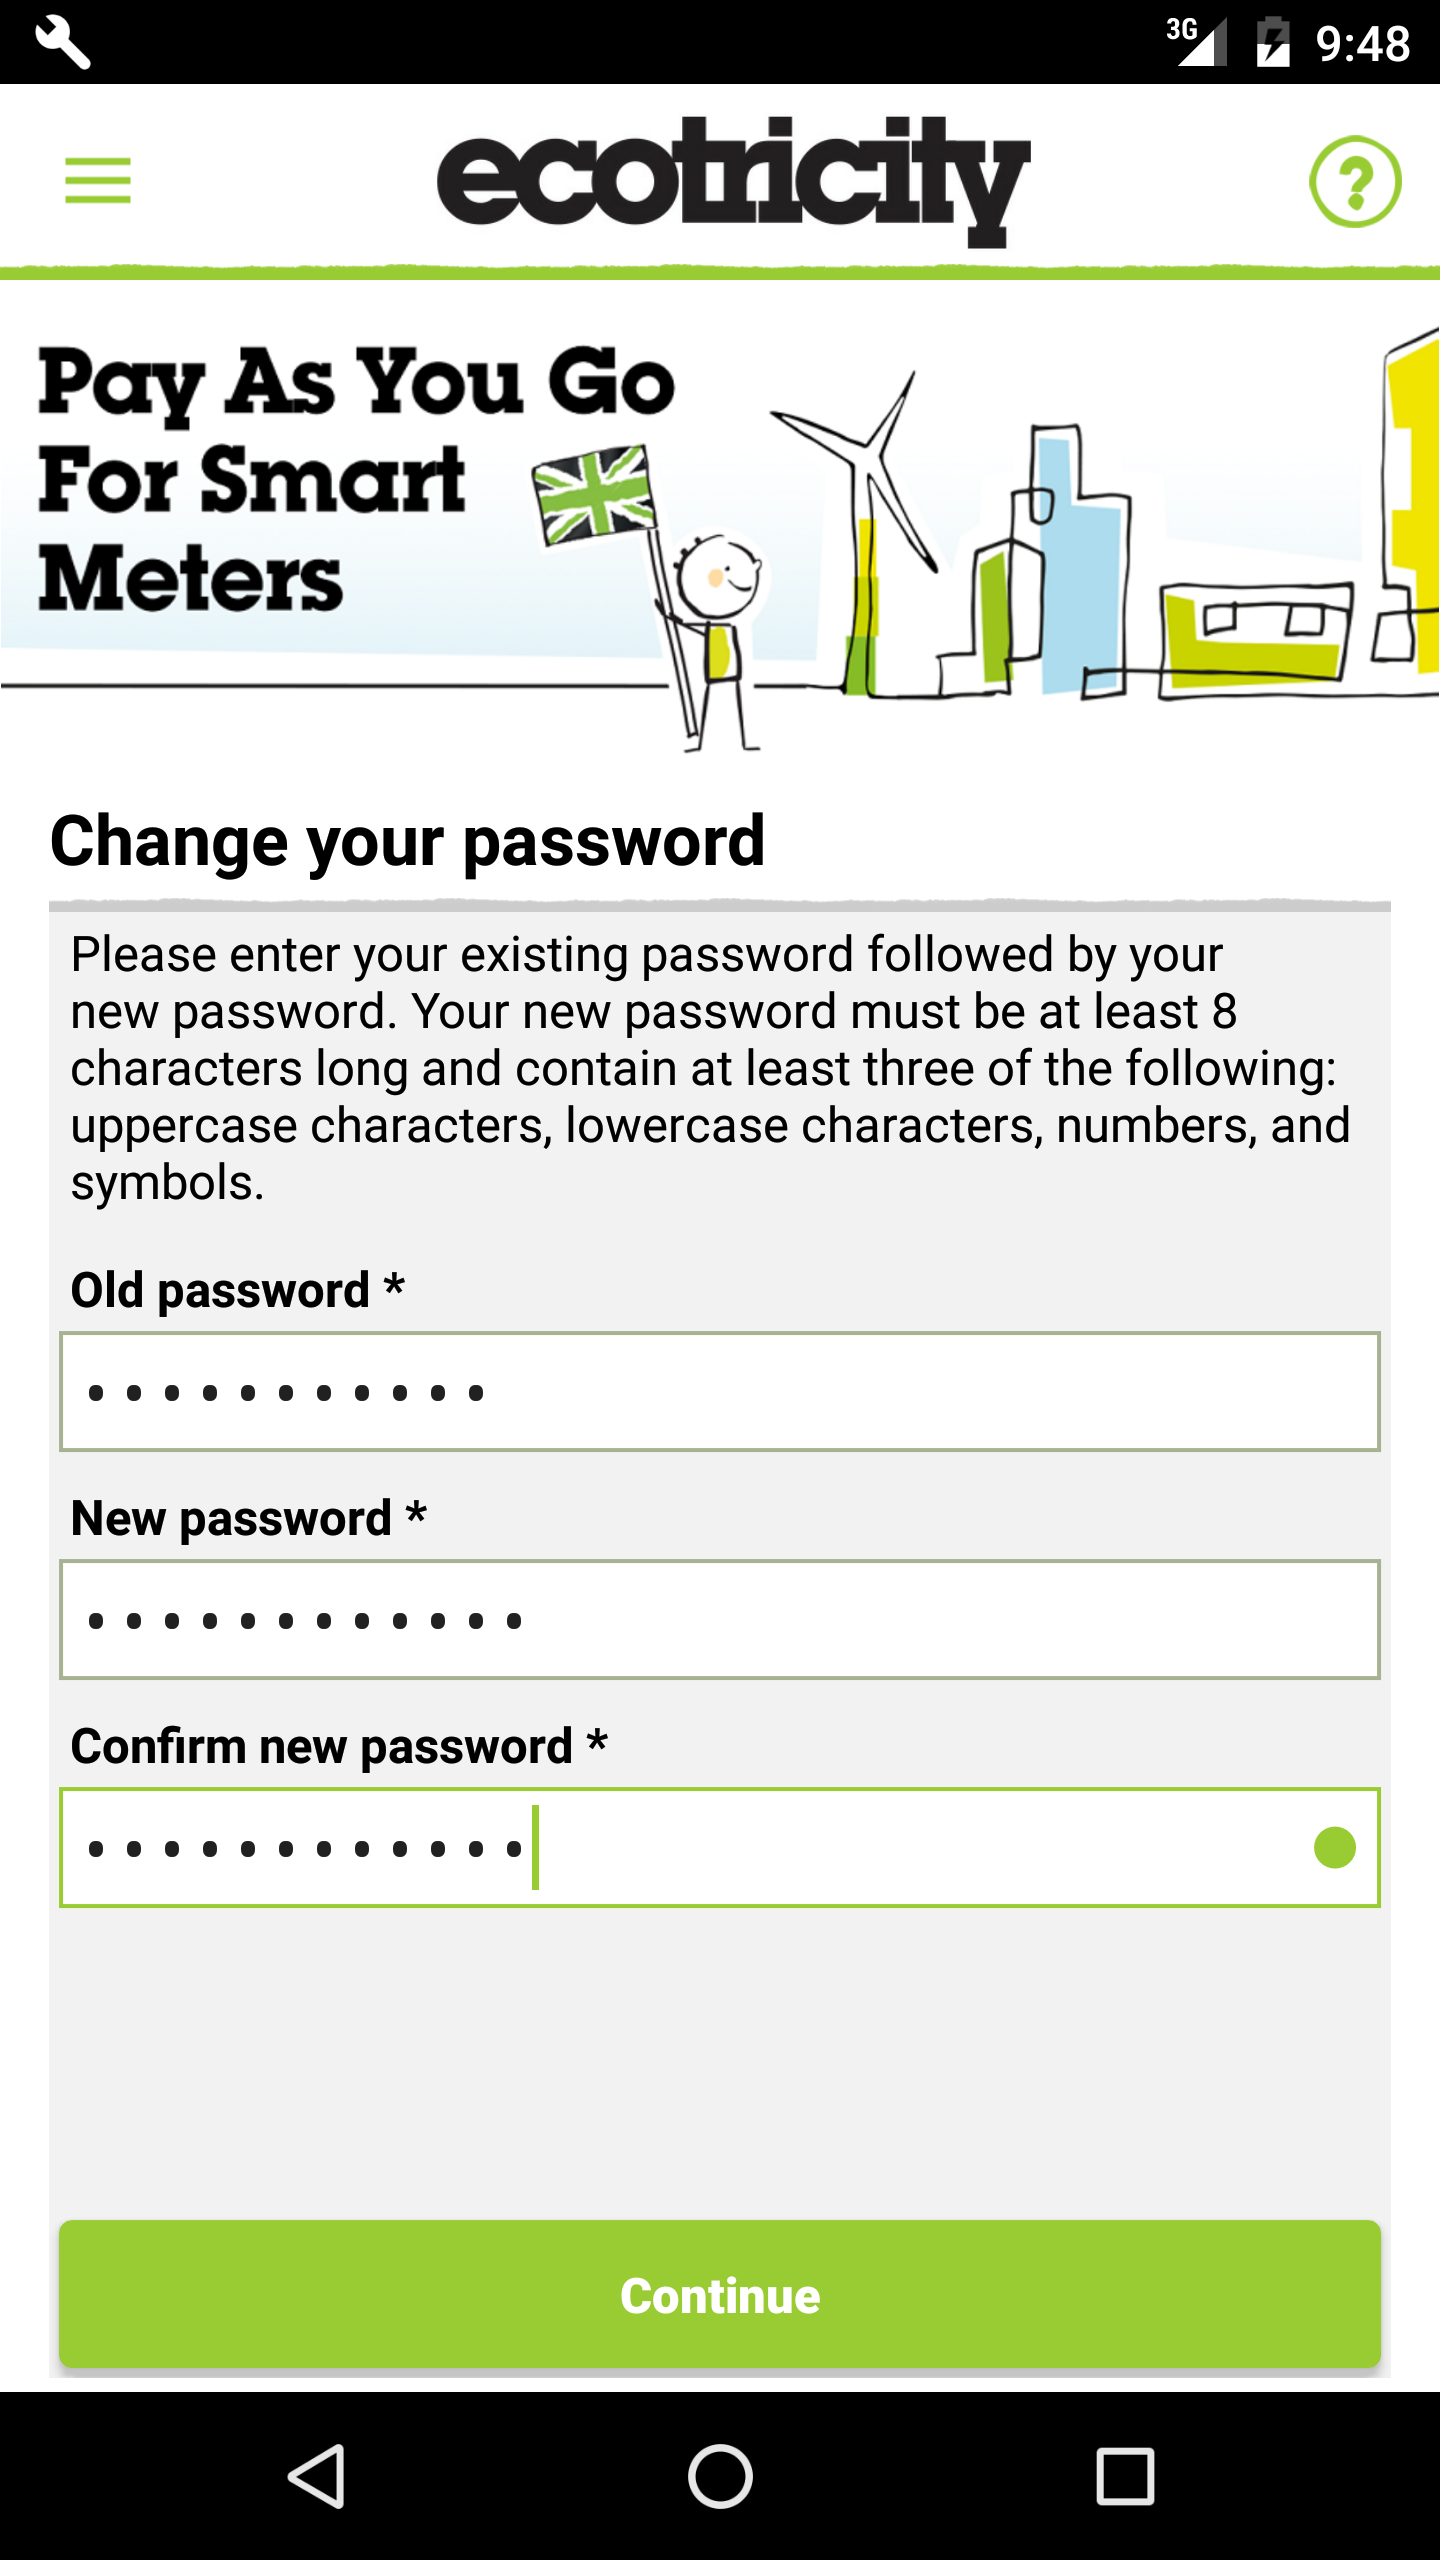 3G 9:48
ecotricity
?
Pay As You Go
For Smart
Meters
Change your password
Please enter your existing password followed by your
new password. Your new password must be at least 8
characters long and contain at least three of the following:
uppercase characters, lowercase characters, numbers, and
symbols.
Old password *
•••••••••••
New password *
••••••••••••
Confirm new password *
••••••••••••
Continue